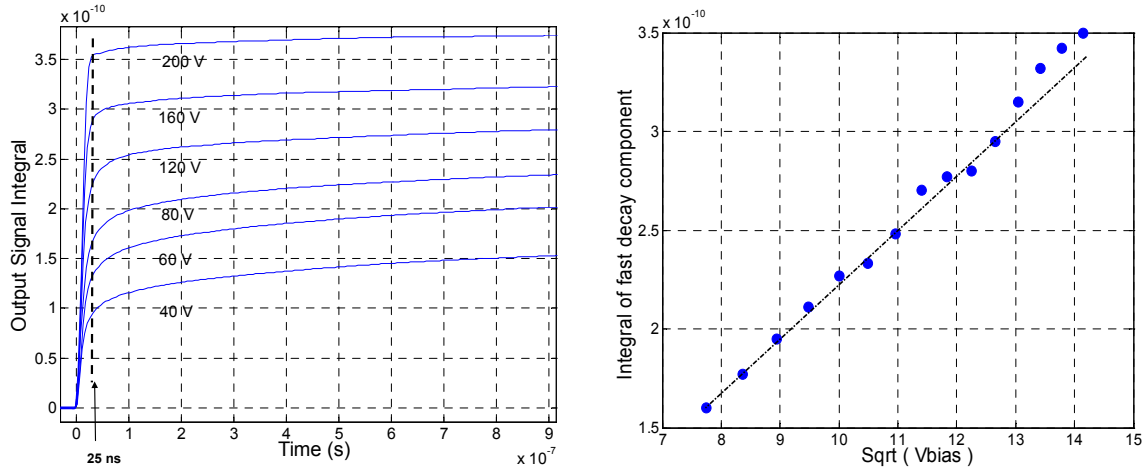 x 10^-10
3.5
3
2.5
2
1.5
1
0.5
0
Output Signal Integral
200 V
160 V
120 V
80 V
60 V
40 V
0 1 2 3 4 5 6 7 8 9
Time (s)
x 10^-7
25 ns
x 10^-10
3.5
3
2.5
2
1.5
Integral of fast decay component
7 8 9 10 11 12 13 14 15
Sqrt ( Vbias )